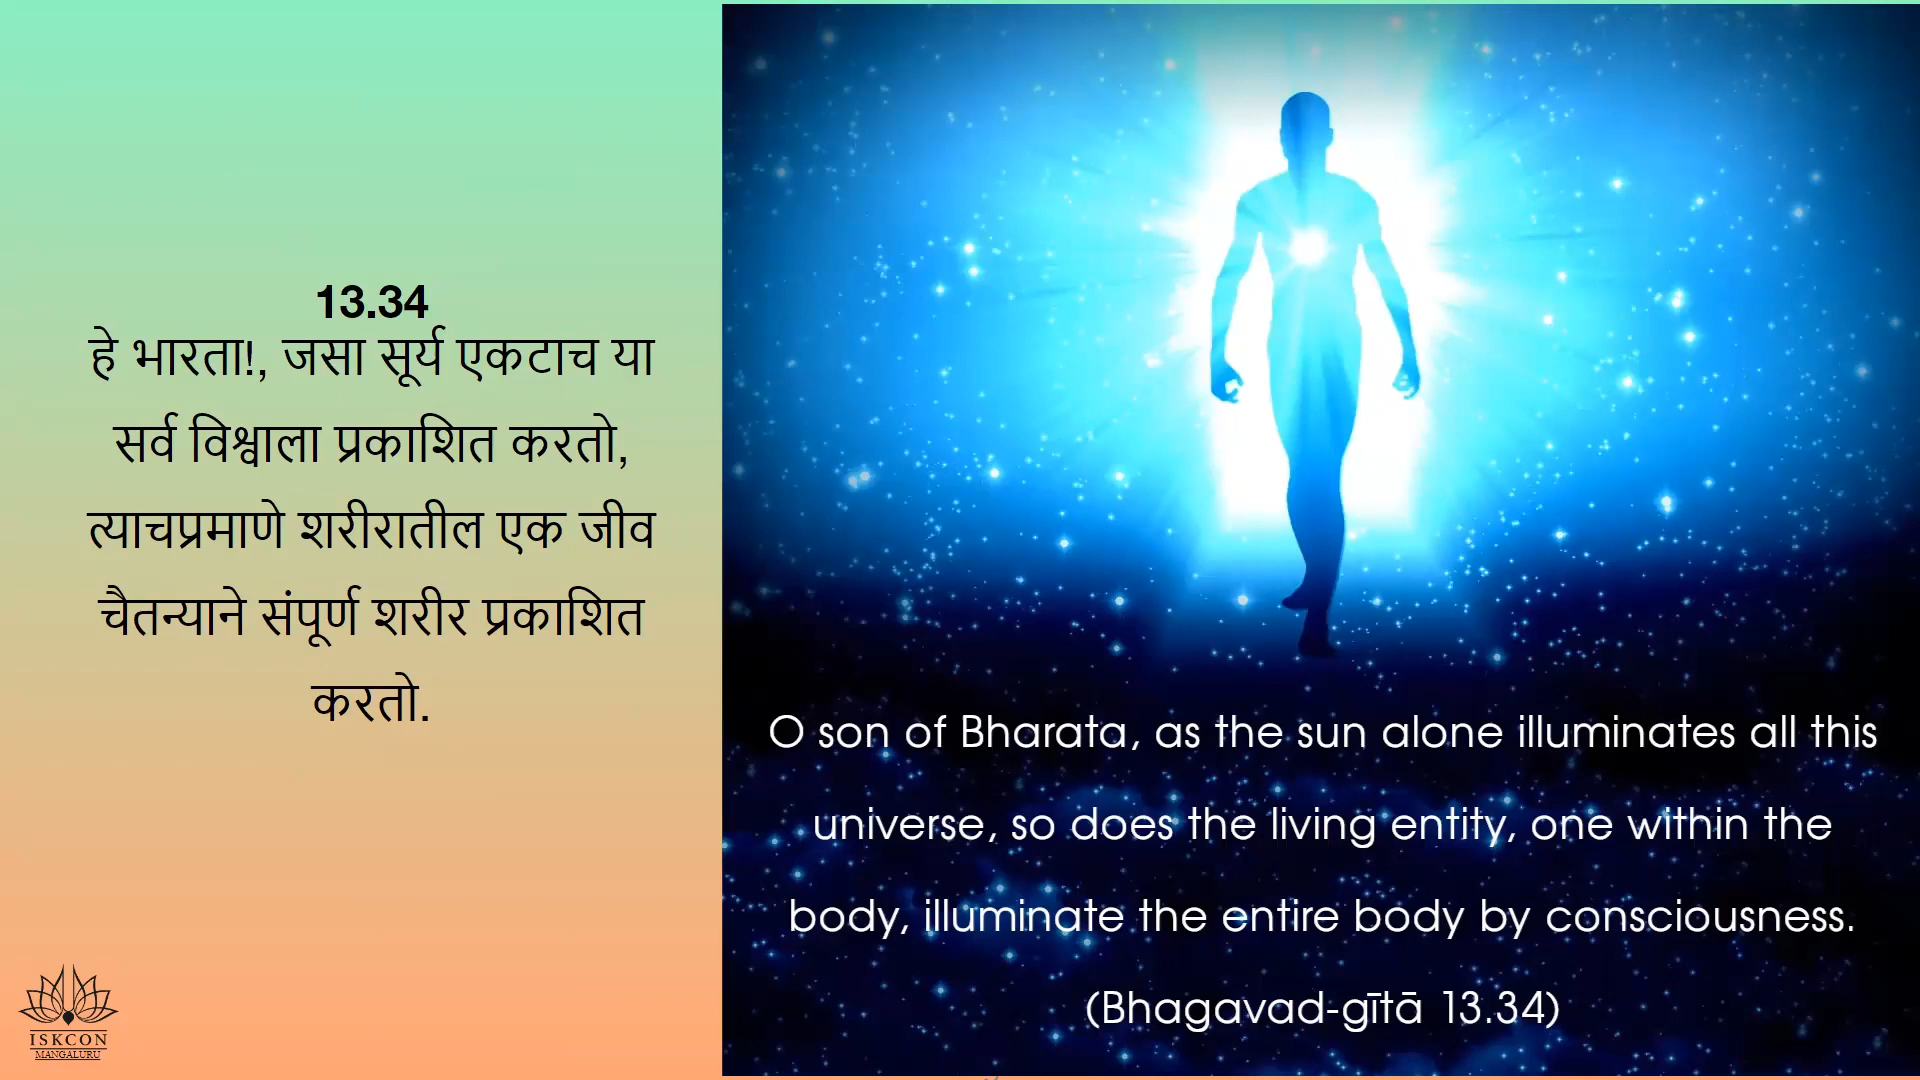 13.34
हे भारता!, जसा सूर्य एकटाच या
सर्व विश्वाला प्रकाशित करतो,
त्याचप्रमाणे शरीरातील एक जीव
चैतन्याने संपूर्ण शरीर प्रकाशित
करतो.
ISKCON
MANGALURU
O son of Bharata, as the sun alone illuminates all this
universe, so does the living entity, one within the
body, illuminate the entire body by consciousness.
(Bhagavad-gītā 13.34)